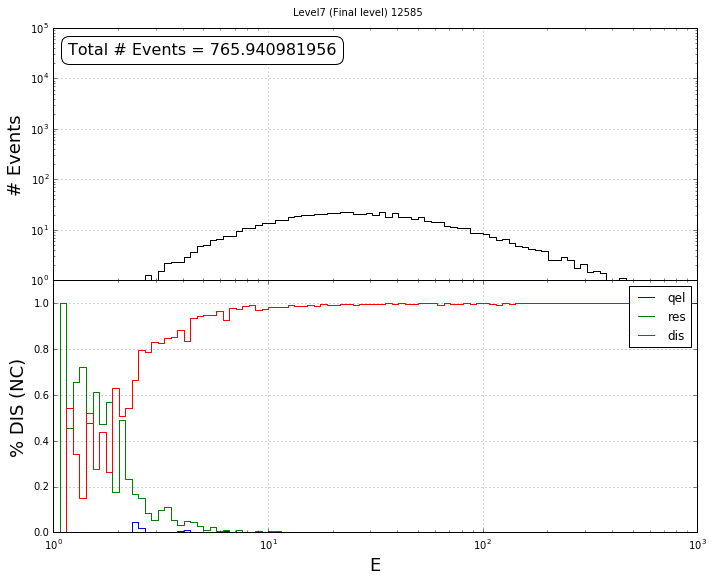 Level7 (Final level) 12585
Total # Events = 765.940981956
# Events
10^5
10^4
10^3
10^2
10^1
10^0
% DIS (NC)
1.0
0.8
0.6
0.4
0.2
0.0
qel
res
dis
10^0
10^1
10^2
10^3
E